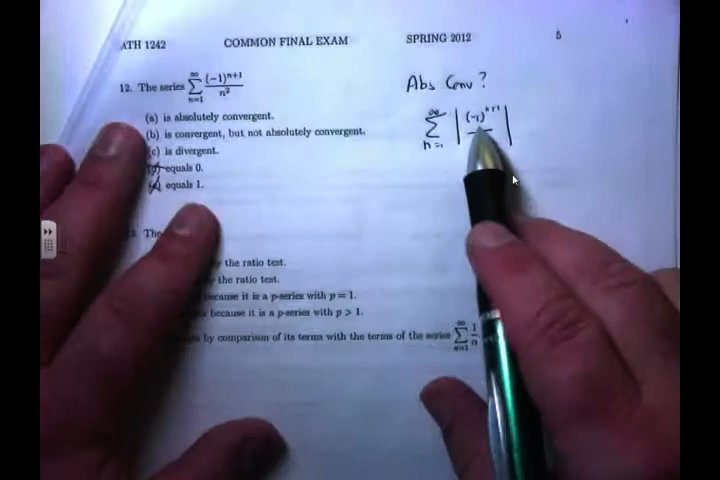 ATH 1242 COMMON FINAL EXAM SPRING 2012 5
12. The series ∑_{n=1}^{∞} (−1)^{n+1}/n²
(a) is absolutely convergent.
(b) is convergent, but not absolutely convergent.
(c) is divergent.
equals 0.
equals 1.
Abs Conv?
∑_{n=1}^{∞} |(-1)^{n+1}|
The
y the ratio test.
y the ratio test.
because it is a p-series with p = 1.
because it is a p-series with p > 1.
by comparison of its terms with the terms of the series ∑_{n=1}^{∞} 1/n